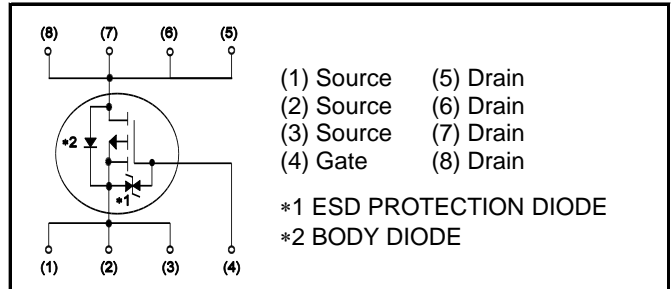 (8) (7) (6) (5)
*2
*1
(1) (2) (3) (4)
(1) Source (5) Drain
(2) Source (6) Drain
(3) Source (7) Drain
(4) Gate (8) Drain
*1 ESD PROTECTION DIODE
*2 BODY DIODE